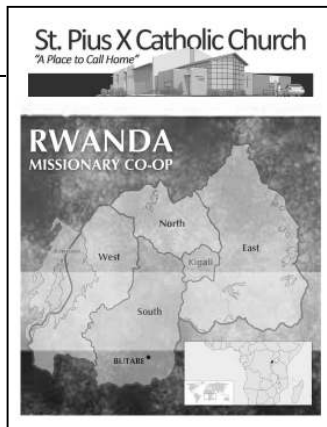 St. Pius X Catholic Church
"A Place to Call Home"
RWANDA
MISSIONARY CO-OP
North
West
East
Kigali
South
BUTARE